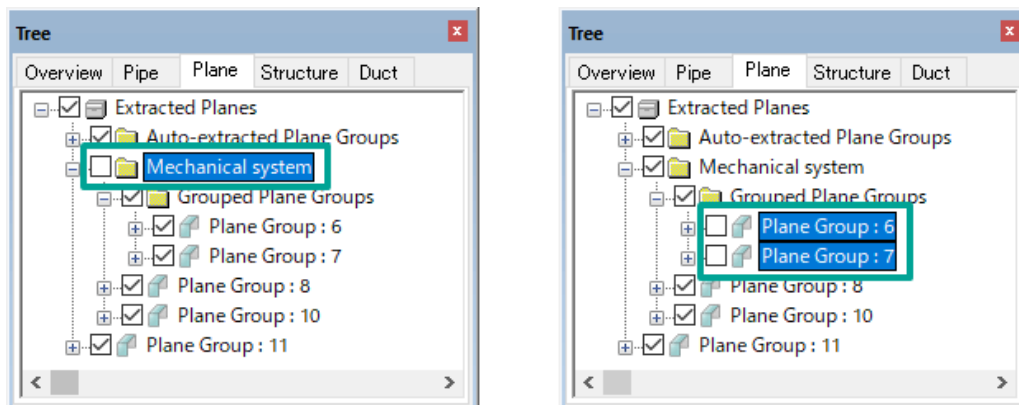 Tree
Overview Pipe Plane Structure Duct
Extracted Planes
Auto-extracted Plane Groups
Mechanical system
Grouped Plane Groups
Plane Group : 6
Plane Group : 7
Plane Group : 8
Plane Group : 10
Plane Group : 11
Tree
Overview Pipe Plane Structure Duct
Extracted Planes
Auto-extracted Plane Groups
Mechanical system
Grouped Plane Groups
Plane Group : 6
Plane Group : 7
Plane Group : 8
Plane Group : 10
Plane Group : 11